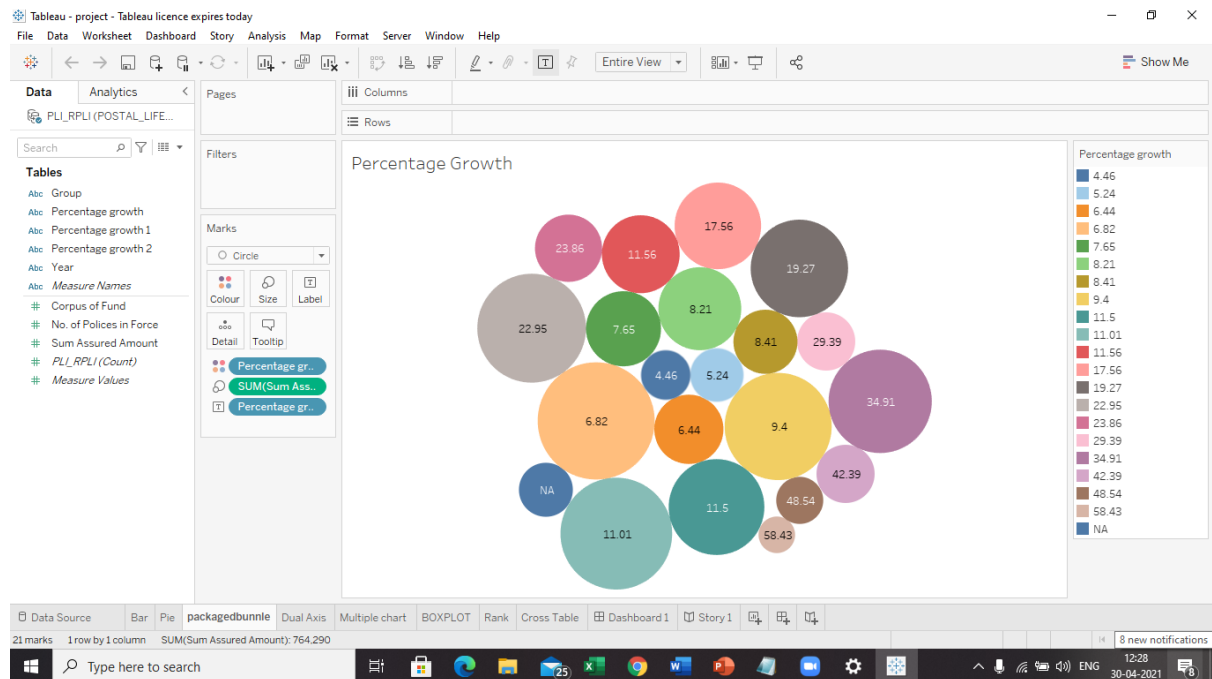 Tableau - project - Tableau licence expires today
File Data Worksheet Dashboard Story Analysis Map Format Server Window Help
Entire View
Show Me
Data Analytics
PLI_RPLI (POSTAL_LIFE...
Search
Tables
Abc Group
Abc Percentage growth
Abc Percentage growth 1
Abc Percentage growth 2
Abc Year
Abc Measure Names
# Corpus of Fund
# No. of Polices in Force
# Sum Assured Amount
# PLI_RPLI (Count)
# Measure Values
Pages
Filters
Marks
Circle
Colour Size Label
Detail Tooltip
Percentage gr..
SUM(Sum Ass..
Percentage gr..
Columns
Rows
Percentage Growth
17.56
23.86
11.56
19.27
8.21
22.95
7.65
8.41
29.39
4.46
5.24
34.91
6.82
6.44
9.4
42.39
NA
48.54
11.5
11.01
58.43
Percentage growth
4.46
5.24
6.44
6.82
7.65
8.21
8.41
9.4
11.5
11.01
11.56
17.56
19.27
22.95
23.86
29.39
34.91
42.39
48.54
58.43
NA
Data Source Bar Pie packagedbunnle Dual Axis Multiple chart BOXPLOT Rank Cross Table Dashboard 1 Story 1
21 marks 1 row by 1 column SUM(Sum Assured Amount): 764,290
8 new notifications
Type here to search
25
ENG
12:28
30-04-2021
8